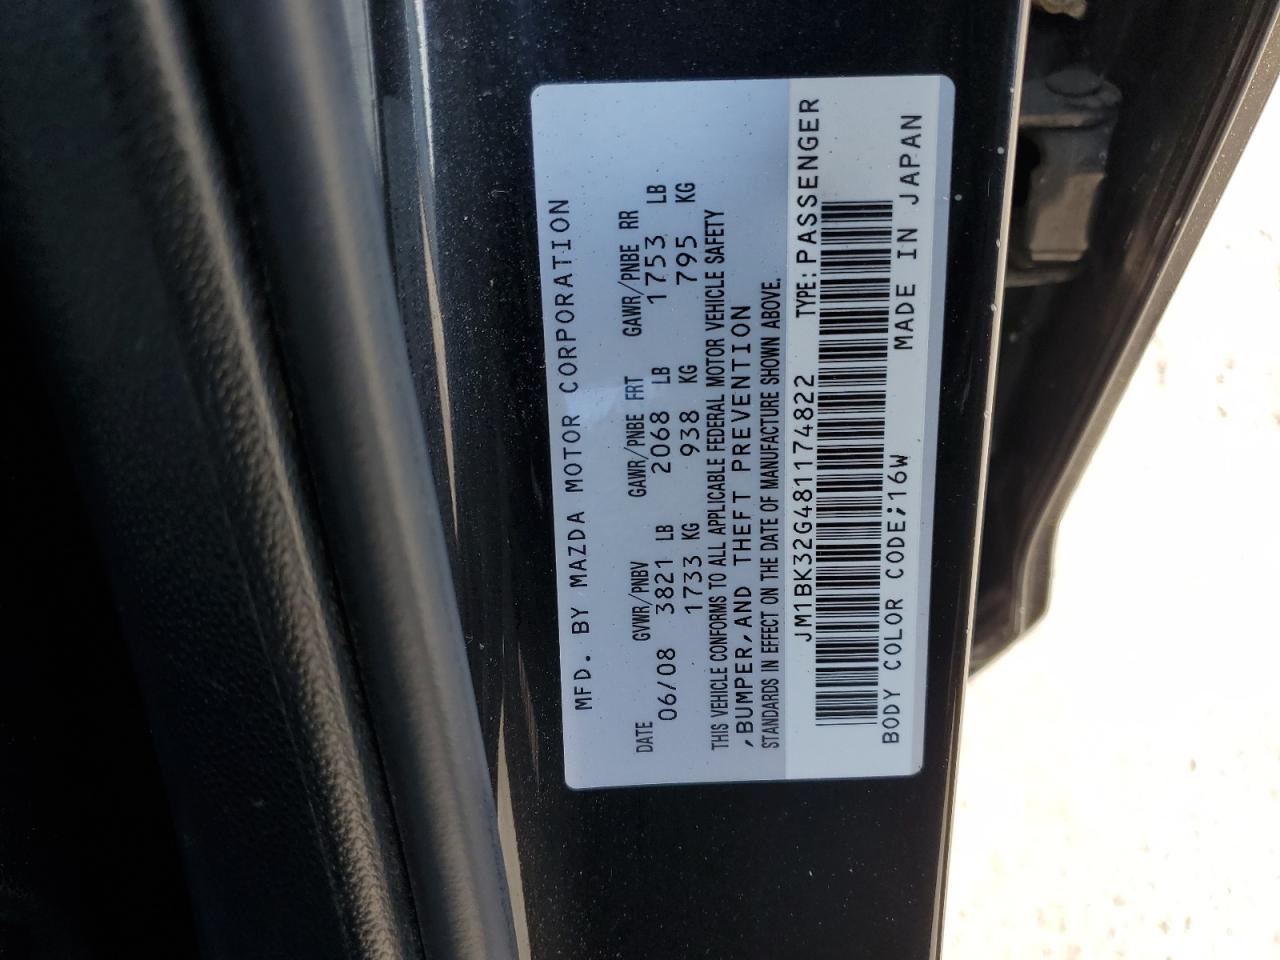 MFD. BY MAZDA MOTOR CORPORATION
DATE GVWR/PNBV GAWR/PNBE FRT GAWR/PNBE RR
06/08 3821 LB 2068 LB 1753 LB
1733 KG 938 KG 795 KG
THIS VEHICLE CONFORMS TO ALL APPLICABLE FEDERAL MOTOR VEHICLE SAFETY
,BUMPER,AND THEFT PREVENTION
STANDARDS IN EFFECT ON THE DATE OF MANUFACTURE SHOWN ABOVE.
JM1BK32G481174822 TYPE:PASSENGER
BODY COLOR CODE;16W MADE IN JAPAN